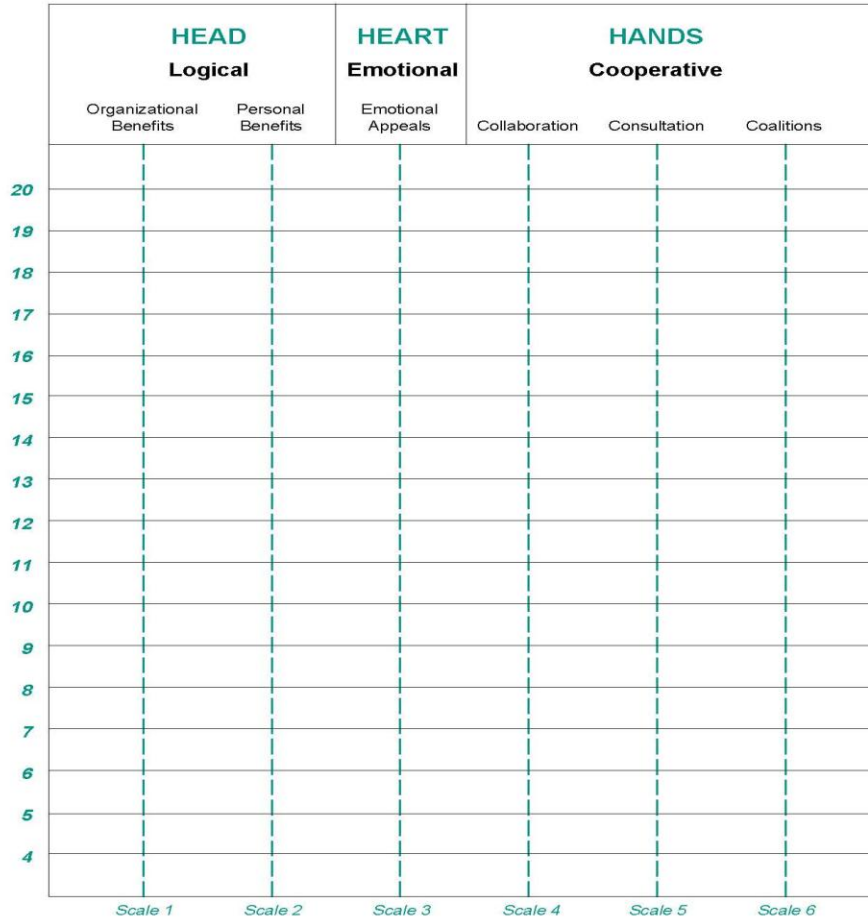 HEAD
HEART
HANDS
Logical
Emotional
Cooperative
Organizational
Benefits
Personal
Benefits
Emotional
Appeals
Collaboration
Consultation
Coalitions
20
19
18
17
16
15
14
13
12
11
10
9
8
7
6
5
4
Scale 1
Scale 2
Scale 3
Scale 4
Scale 5
Scale 6